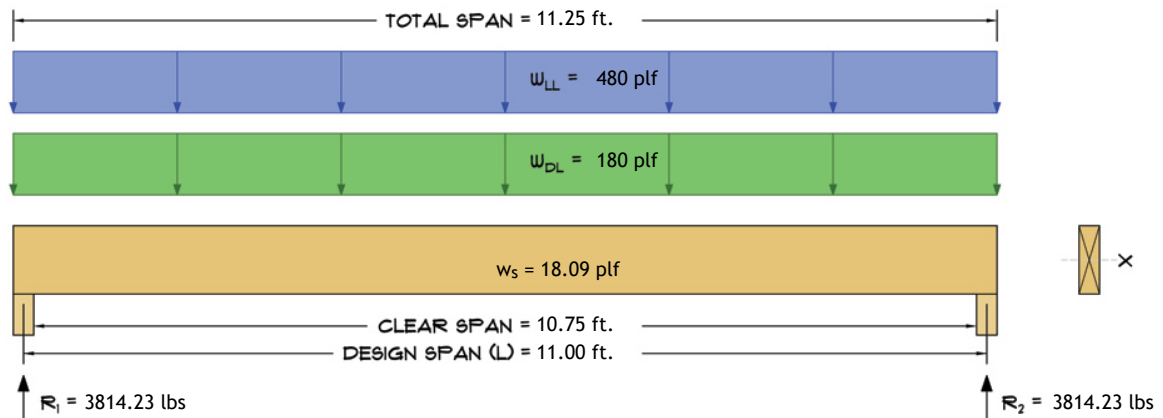 TOTAL SPAN = 11.25 ft.
WLL = 480 plf
WDL = 180 plf
ws = 18.09 plf
X
CLEAR SPAN = 10.75 ft.
DESIGN SPAN (L) = 11.00 ft.
R1 = 3814.23 lbs
R2 = 3814.23 lbs